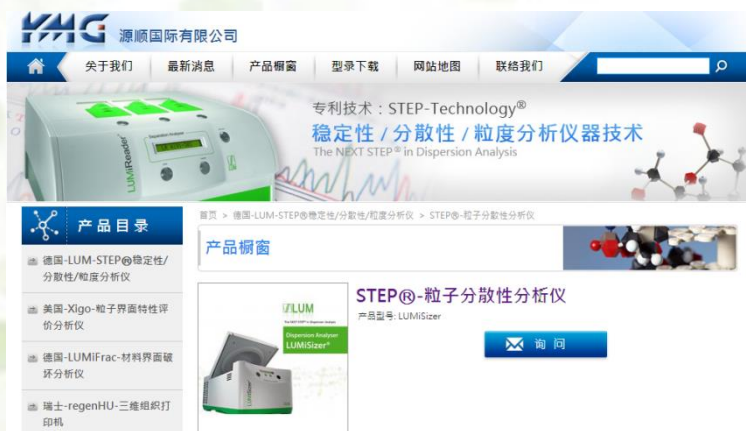 YMG 源顺国际有限公司
关于我们 最新消息 产品橱窗 型录下载 网站地图 联络我们
专利技术：STEP-Technology®
稳定性 / 分散性 / 粒度分析仪器技术
The NEXT STEP® in Dispersion Analysis
LUMiReader
Dispersion Analyser
产品目录
首页 > 德国-LUM-STEP®稳定性/分散性/粒度分析仪 > STEP®-粒子分散性分析仪
产品橱窗
德国-LUM-STEP®稳定性/
分散性/粒度分析仪
美国-Xigo-粒子界面特性评
价分析仪
德国-LUMiFrac-材料界面破
坏分析仪
瑞士-regenHU-三维组织打
印机
LUM
The NEXT STEP® in Dispersion Analysis
Dispersion Analyser
LUMiSizer®
STEP®-粒子分散性分析仪
产品型号: LUMiSizer
询问